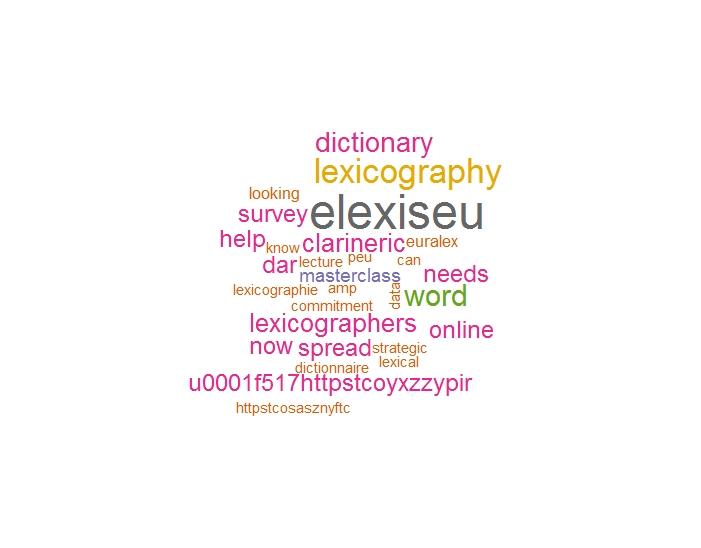 dictionary
lexicography
looking
survey elexiseu
help know clarineric euralex
dar lecture peu can
masterclass needs
lexicographie amp data word
commitment
lexicographers online
now spread strategic
dictionnaire lexical
u0001f517httpstcoyxzzypir
httpstcosasznyftc